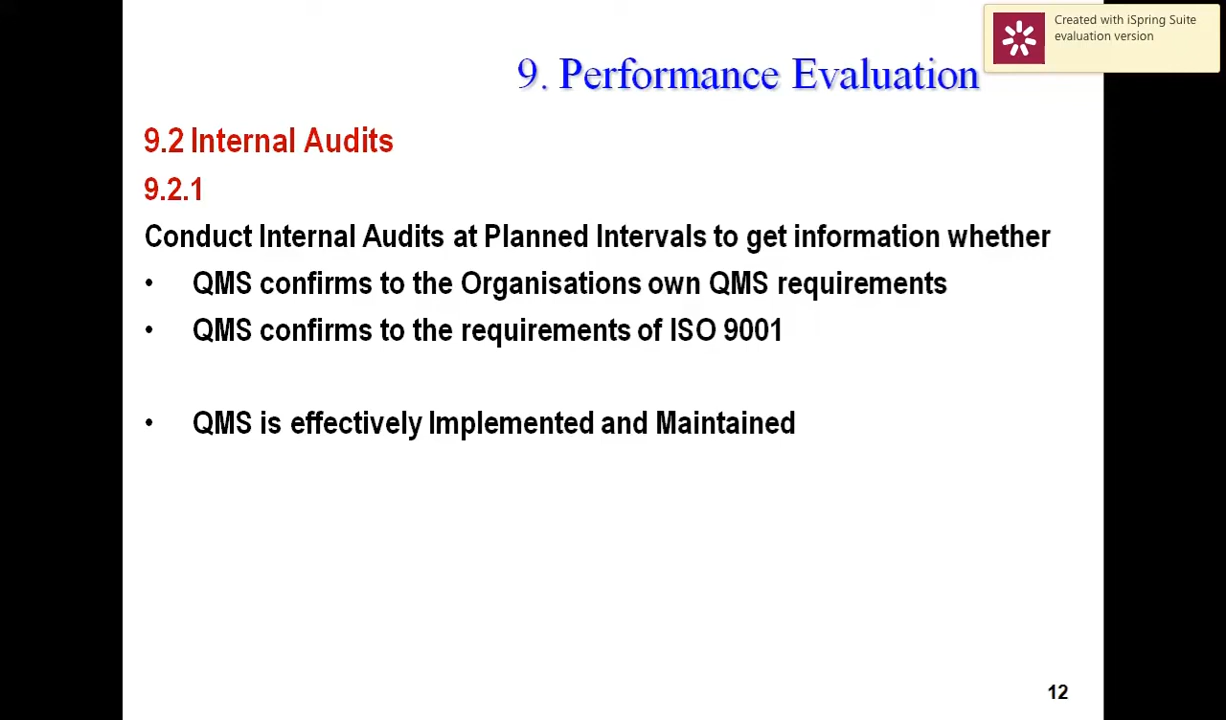 Created with iSpring Suite
evaluation version
9. Performance Evaluation
9.2 Internal Audits
9.2.1
Conduct Internal Audits at Planned Intervals to get information whether
• QMS confirms to the Organisations own QMS requirements
• QMS confirms to the requirements of ISO 9001
• QMS is effectively Implemented and Maintained
12